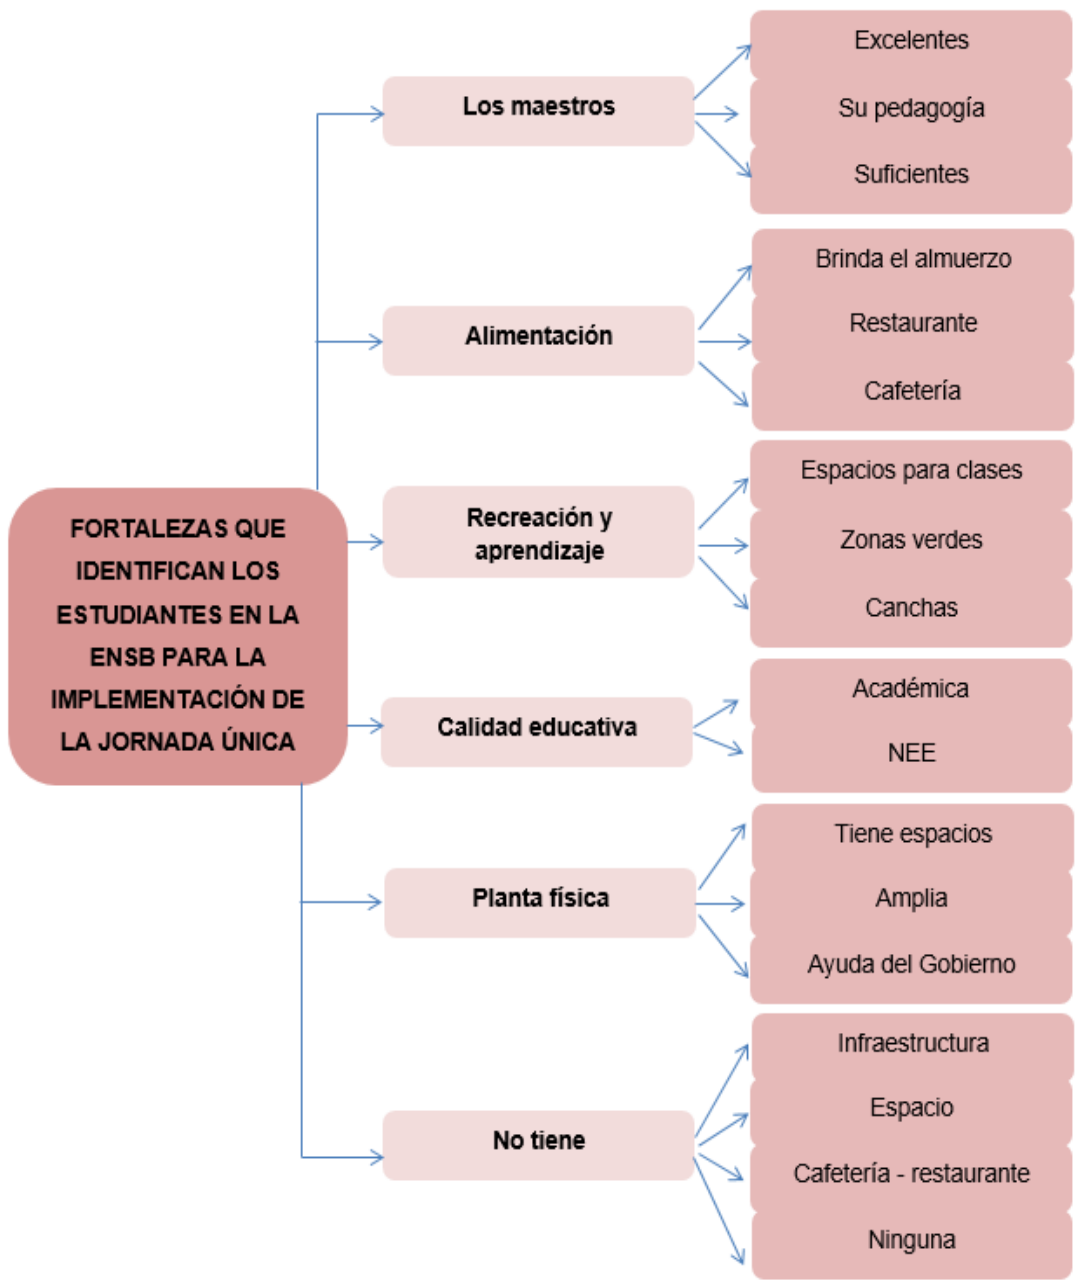 FORTALEZAS QUE
IDENTIFICAN LOS
ESTUDIANTES EN LA
ENSB PARA LA
IMPLEMENTACIÓN DE
LA JORNADA ÚNICA
Los maestros
Excelentes
Su pedagogía
Suficientes
Alimentación
Brinda el almuerzo
Restaurante
Cafetería
Recreación y
aprendizaje
Espacios para clases
Zonas verdes
Canchas
Calidad educativa
Académica
NEE
Planta física
Tiene espacios
Amplia
Ayuda del Gobierno
No tiene
Infraestructura
Espacio
Cafetería - restaurante
Ninguna